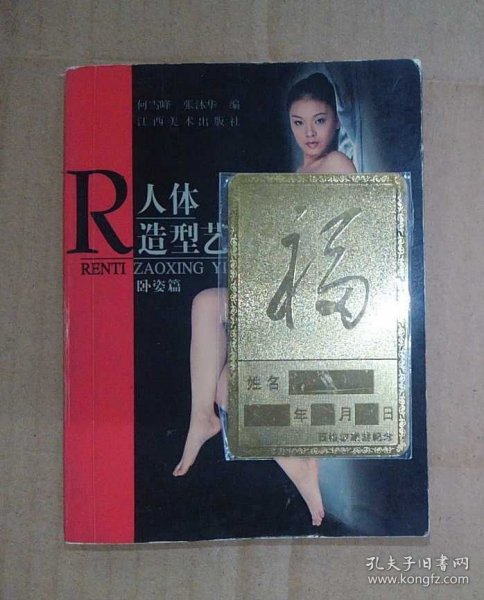 何雪峰 张沐华 编
江西美术出版社
R
人体
造型艺
RENTI ZAOXING YI
卧姿篇
福
姓名
年 月 日
孔夫子旧书网
www.kongfz.com